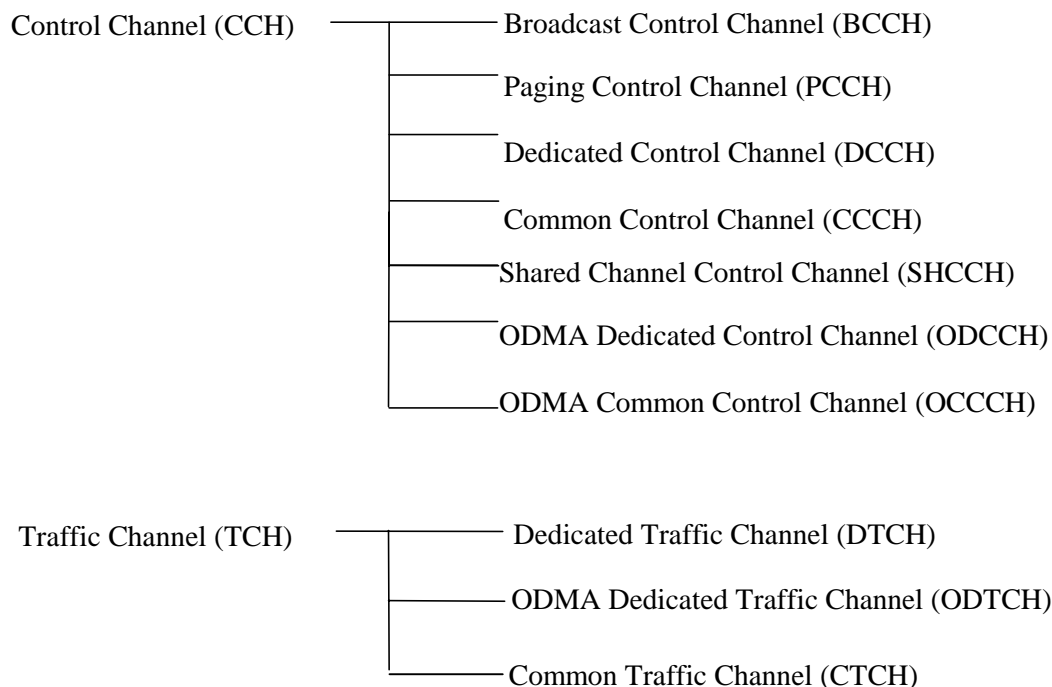 Control Channel (CCH)
Broadcast Control Channel (BCCH)
Paging Control Channel (PCCH)
Dedicated Control Channel (DCCH)
Common Control Channel (CCCH)
Shared Channel Control Channel (SHCCH)
ODMA Dedicated Control Channel (ODCCH)
ODMA Common Control Channel (OCCCH)
Traffic Channel (TCH)
Dedicated Traffic Channel (DTCH)
ODMA Dedicated Traffic Channel (ODTCH)
Common Traffic Channel (CTCH)